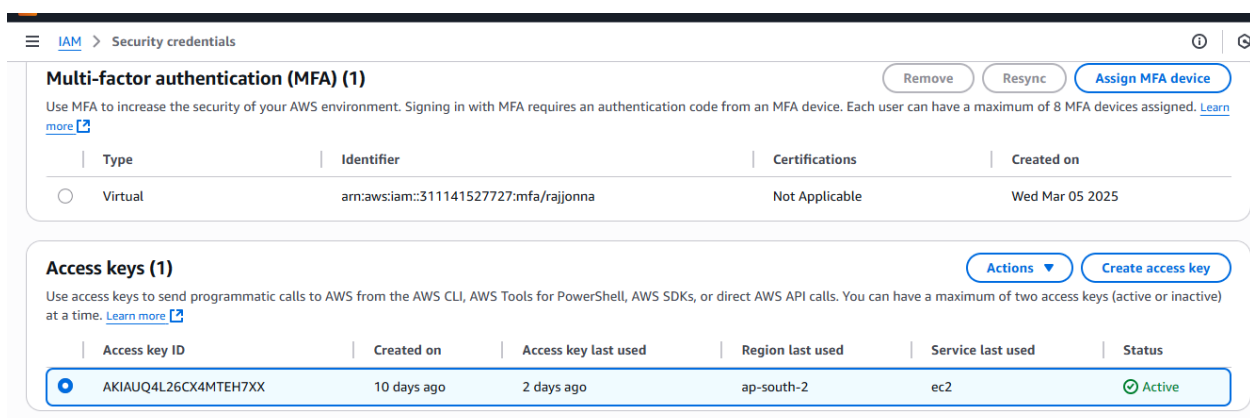 IAM > Security credentials
Multi-factor authentication (MFA) (1)
Remove
Resync
Assign MFA device
Use MFA to increase the security of your AWS environment. Signing in with MFA requires an authentication code from an MFA device. Each user can have a maximum of 8 MFA devices assigned. Learn
more
Type Identifier Certifications Created on
Virtual arn:aws:iam::311141527727:mfa/rajjonna Not Applicable Wed Mar 05 2025
Access keys (1)
Actions
Create access key
Use access keys to send programmatic calls to AWS from the AWS CLI, AWS Tools for PowerShell, AWS SDKs, or direct AWS API calls. You can have a maximum of two access keys (active or inactive)
at a time. Learn more
Access key ID Created on Access key last used Region last used Service last used Status
AKIAUQ4L26CX4MTEH7XX 10 days ago 2 days ago ap-south-2 ec2 Active